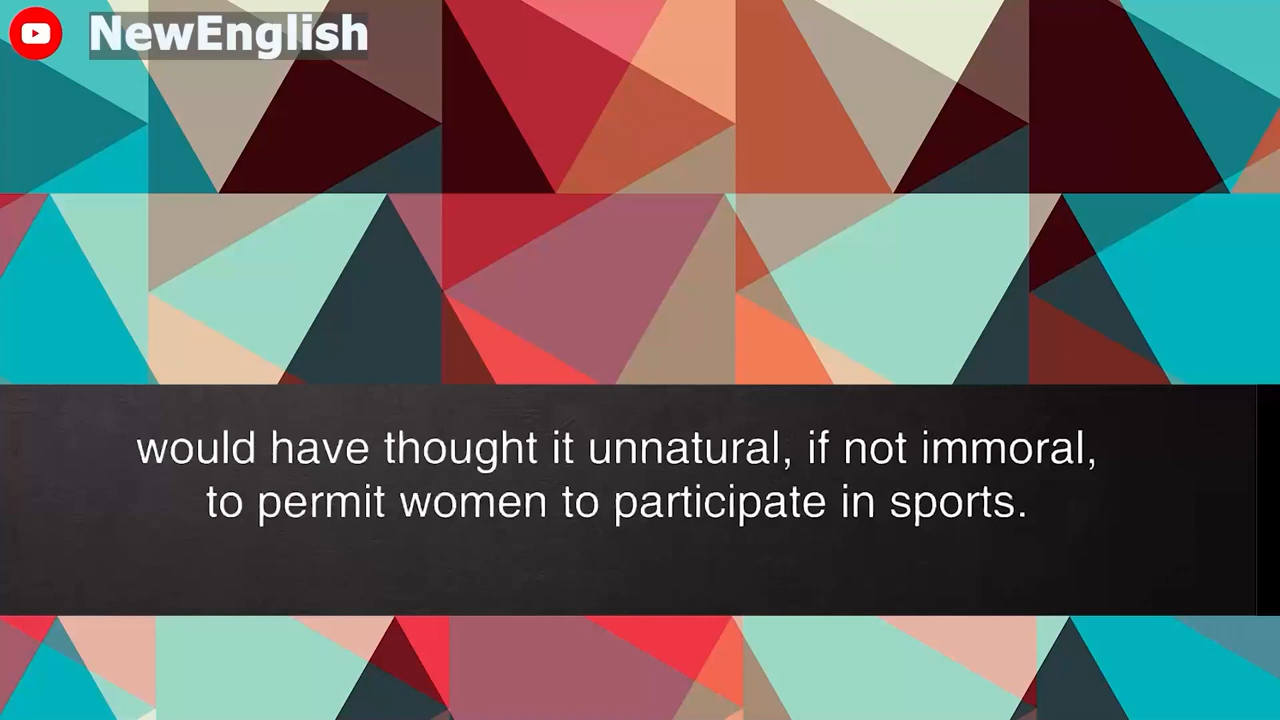 NewEnglish
would have thought it unnatural, if not immoral,
to permit women to participate in sports.